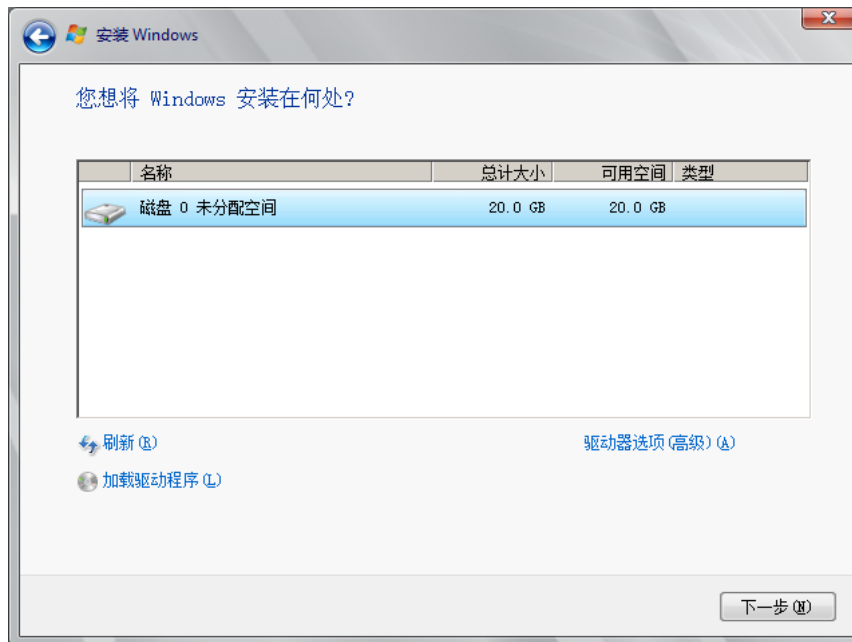 安装 Windows
您想将 Windows 安装在何处?
名称 总计大小 可用空间 类型
磁盘 0 未分配空间 20.0 GB 20.0 GB
刷新(R) 驱动器选项(高级)(A)
加载驱动程序(L)
下一步(N)